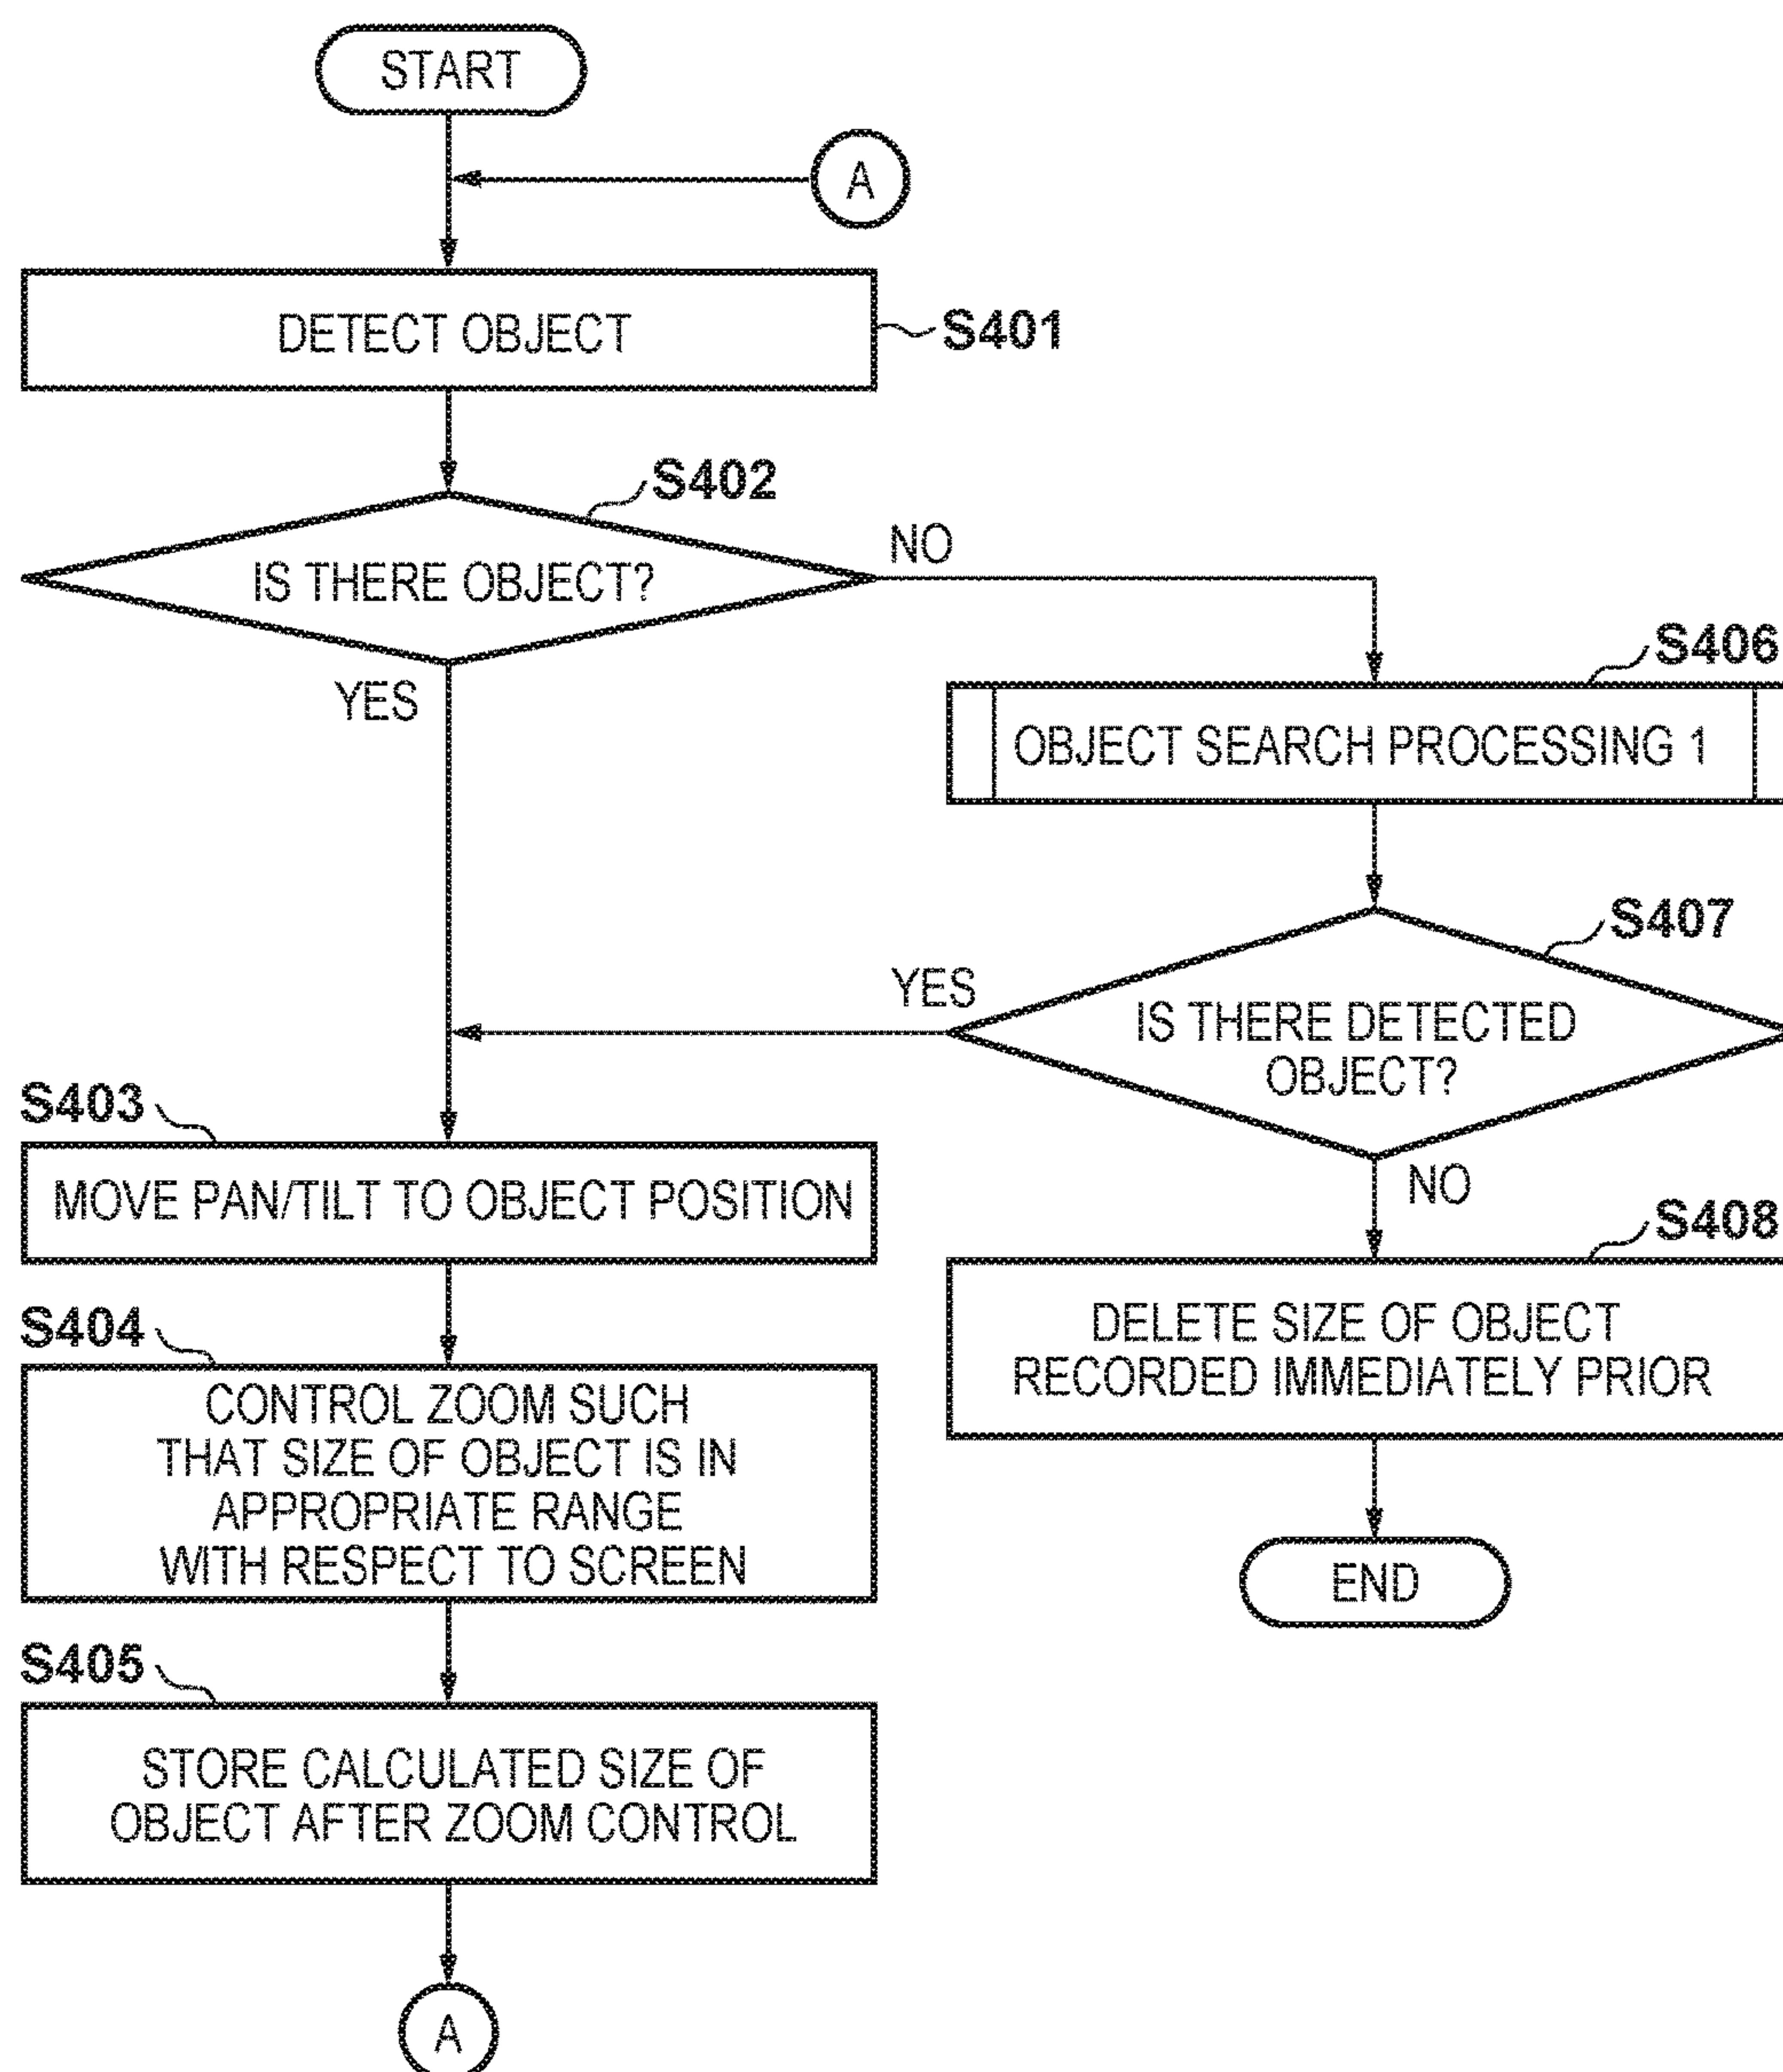 START
A
DETECT OBJECT
S401
S402
IS THERE OBJECT?
NO
YES
S406
OBJECT SEARCH PROCESSING 1
S407
YES
IS THERE DETECTED
OBJECT?
NO
S403
MOVE PAN/TILT TO OBJECT POSITION
S408
DELETE SIZE OF OBJECT
RECORDED IMMEDIATELY PRIOR
S404
CONTROL ZOOM SUCH
THAT SIZE OF OBJECT IS IN
APPROPRIATE RANGE
WITH RESPECT TO SCREEN
END
S405
STORE CALCULATED SIZE OF
OBJECT AFTER ZOOM CONTROL
A